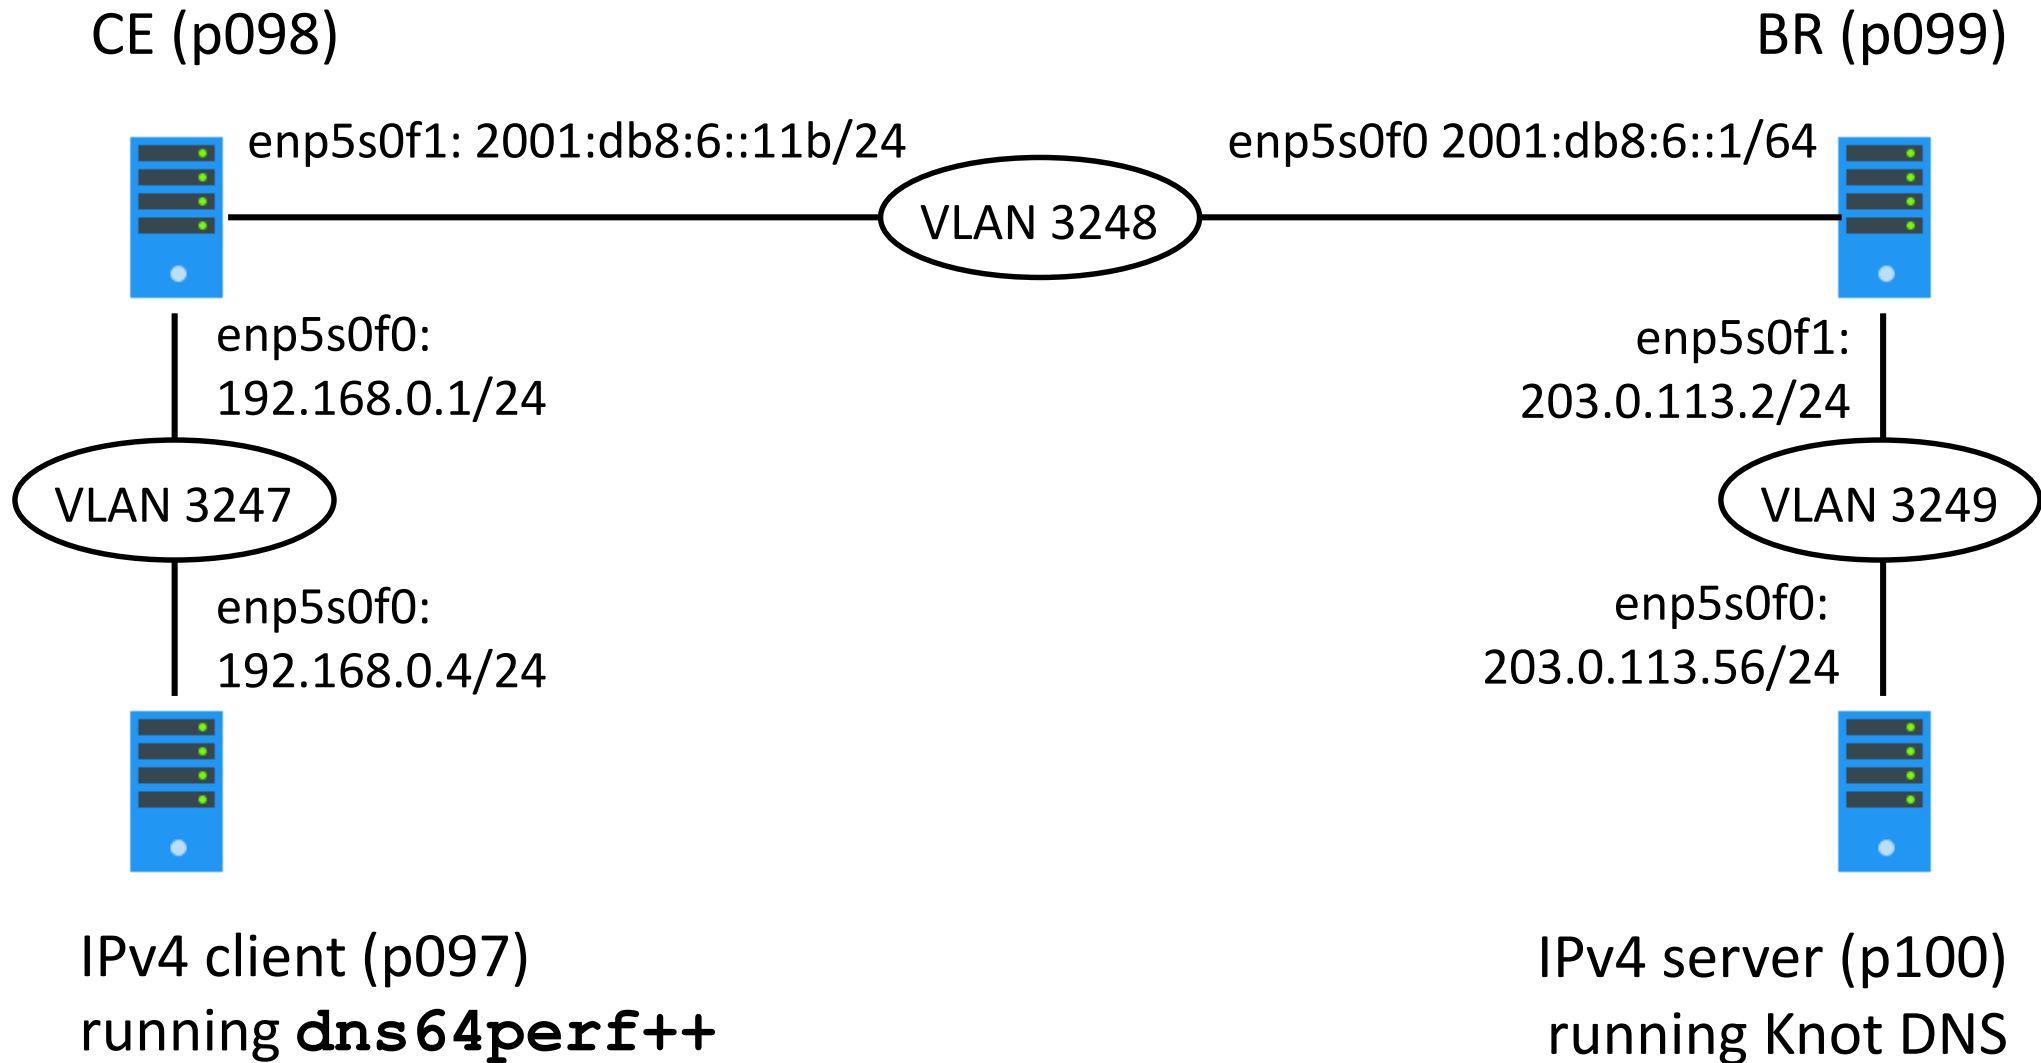 CE (p098)
BR (p099)
enp5s0f1: 2001:db8:6::11b/24
enp5s0f0 2001:db8:6::1/64
VLAN 3248
enp5s0f0:
192.168.0.1/24
enp5s0f1:
203.0.113.2/24
VLAN 3247
VLAN 3249
enp5s0f0:
192.168.0.4/24
enp5s0f0:
203.0.113.56/24
IPv4 client (p097)
running dns64perf++
IPv4 server (p100)
running Knot DNS